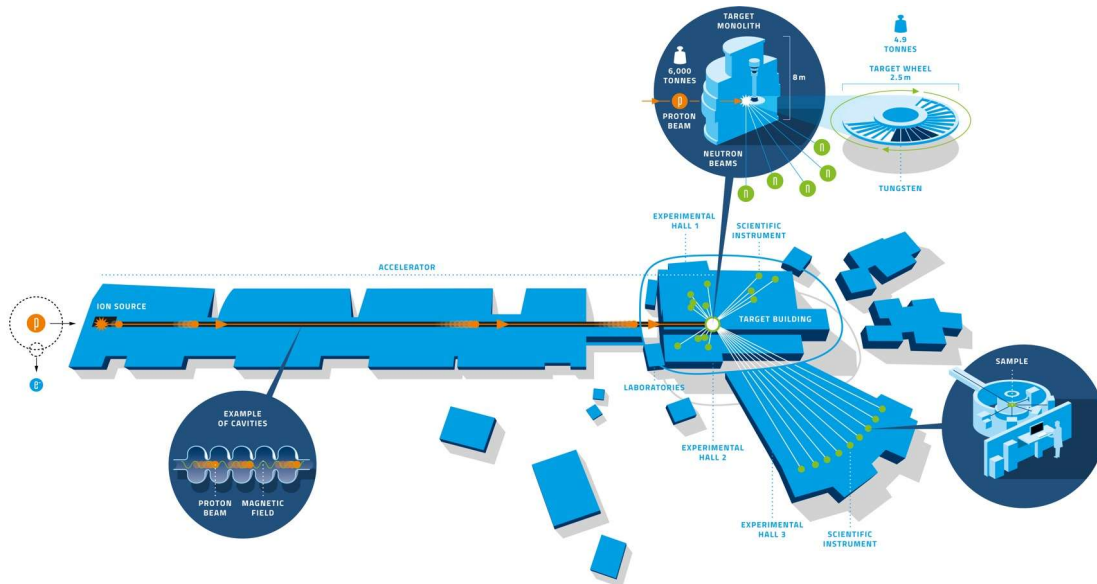 TARGET
MONOLITH
6,000
TONNES
8m
p
PROTON
BEAM
NEUTRON
BEAMS
n
n
n
n
n
4.9
TONNES
TARGET WHEEL
2.5m
TUNGSTEN
EXPERIMENTAL
HALL 1
SCIENTIFIC
INSTRUMENT
ACCELERATOR
ION SOURCE
p
e-
TARGET BUILDING
LABORATORIES
EXPERIMENTAL
HALL 2
EXPERIMENTAL
HALL 3
SCIENTIFIC
INSTRUMENT
SAMPLE
EXAMPLE
OF CAVITIES
PROTON
BEAM
MAGNETIC
FIELD